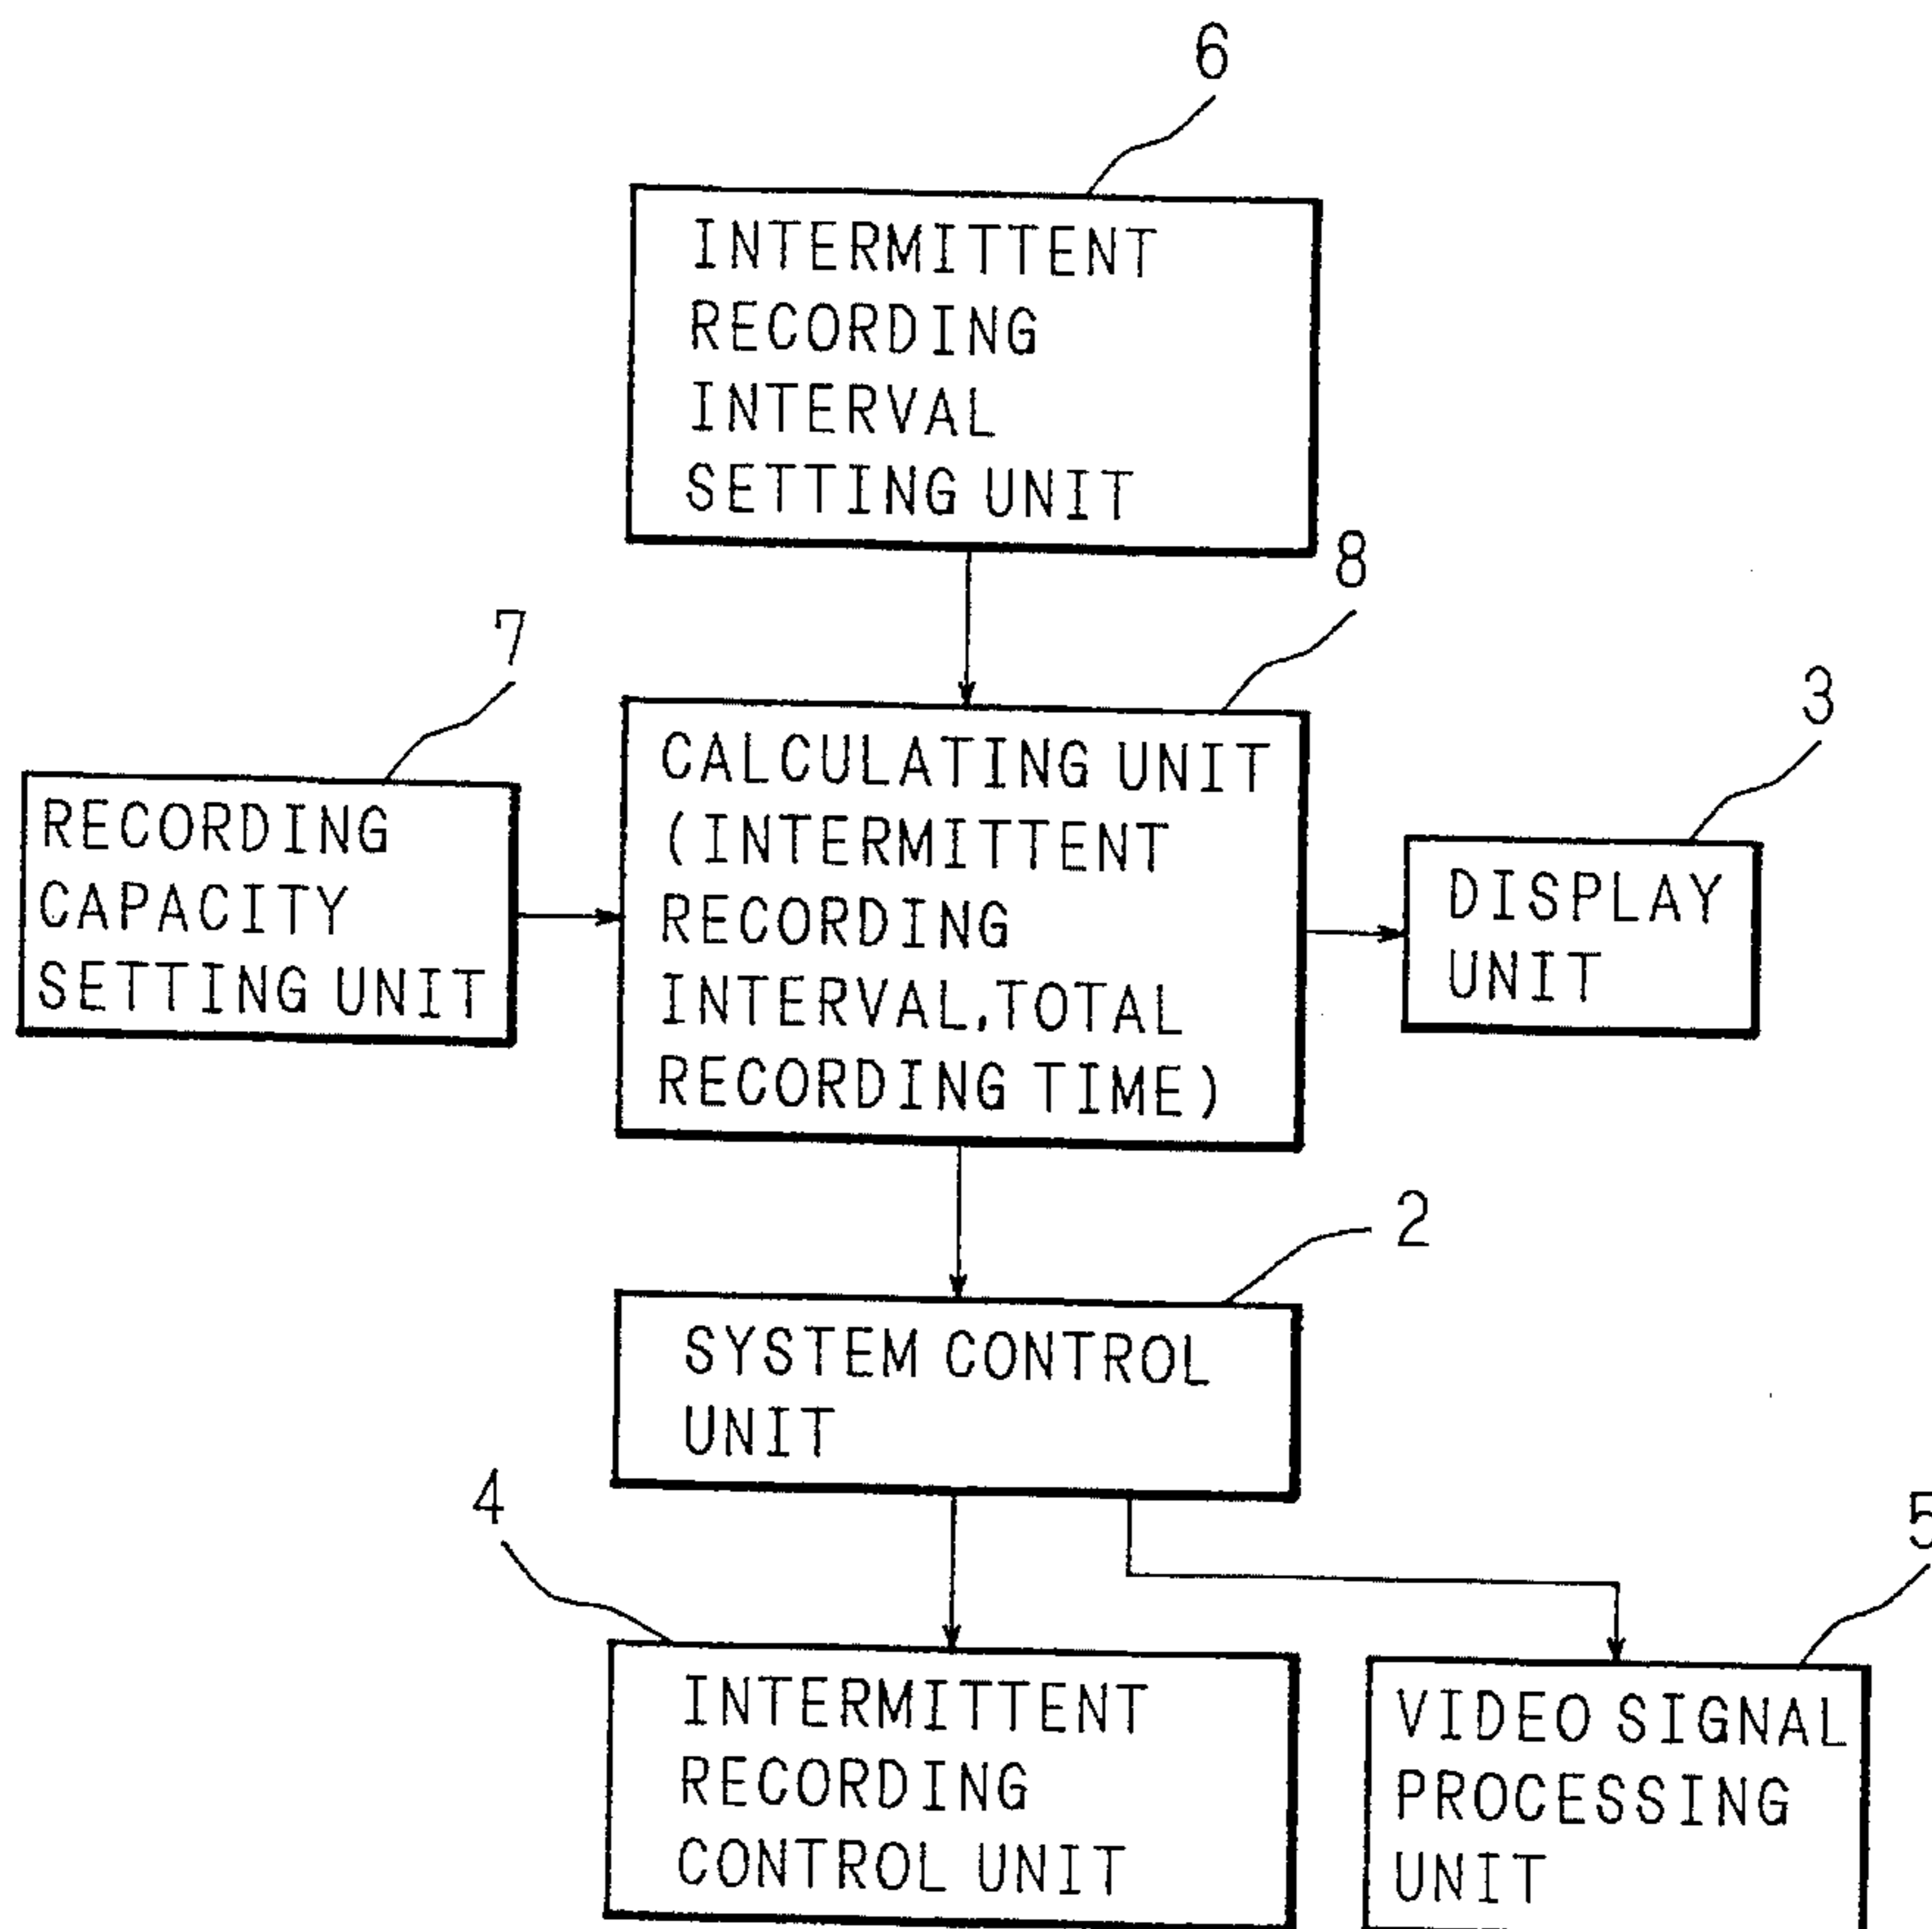 6
INTERMITTENT
RECORDING
INTERVAL
SETTING UNIT
8
7
3
CALCULATING UNIT
(INTERMITTENT
RECORDING
INTERVAL,TOTAL
RECORDING TIME)
RECORDING
CAPACITY
SETTING UNIT
DISPLAY
UNIT
2
SYSTEM CONTROL
UNIT
4
5
INTERMITTENT
RECORDING
CONTROL UNIT
VIDEO SIGNAL
PROCESSING
UNIT